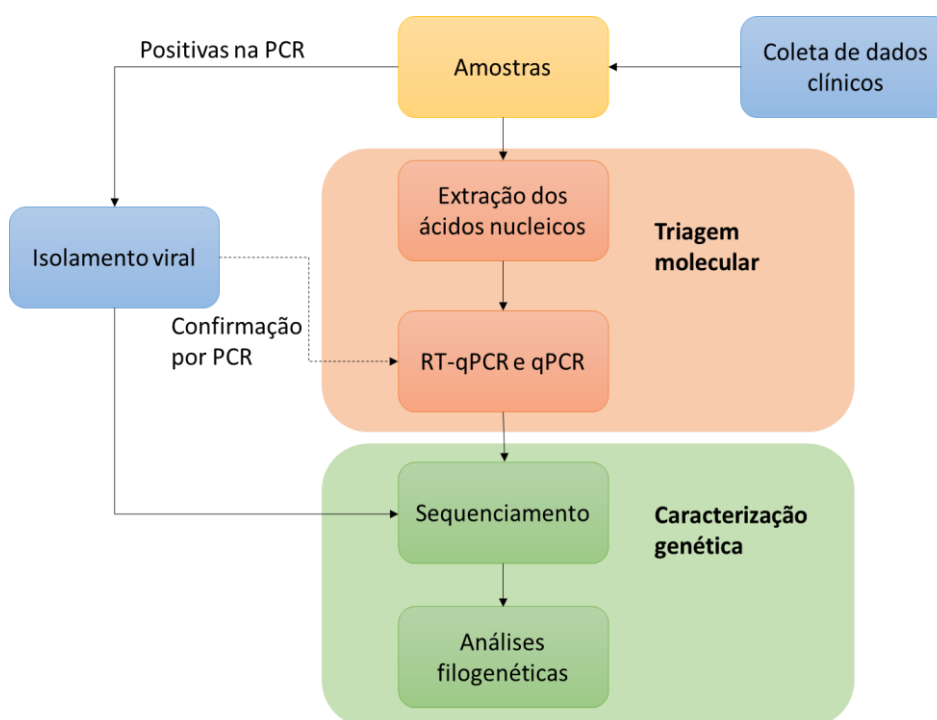 Positivas na PCR
Amostras
Coleta de dados
clínicos
Extração dos
ácidos nucleicos
Triagem
molecular
Isolamento viral
Confirmação
por PCR
RT-qPCR e qPCR
Sequenciamento
Caracterização
genética
Análises
filogenéticas